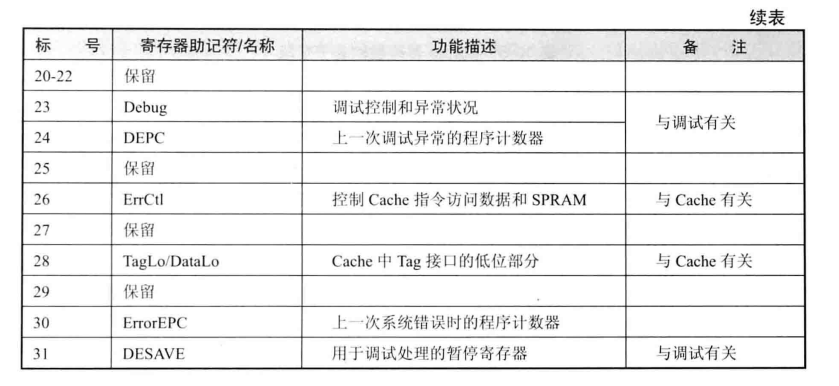 续表
标 号 寄存器助记符/名称 功能描述 备 注
20-22 保留
23 Debug 调试控制和异常状况 与调试有关
24 DEPC 上一次调试异常的程序计数器
25 保留
26 ErrCtl 控制 Cache 指令访问数据和 SPRAM 与 Cache 有关
27 保留
28 TagLo/DataLo Cache 中 Tag 接口的低位部分 与 Cache 有关
29 保留
30 ErrorEPC 上一次系统错误时的程序计数器
31 DESAVE 用于调试处理的暂停寄存器 与调试有关